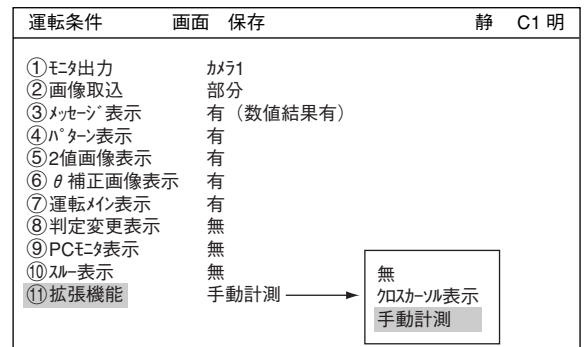 運転条件 画面 保存 静 C1 明
①ﾓﾆﾀ出力 ｶﾒﾗ1
②画像取込 部分
③ﾒｯｾｰｼﾞ表示 有（数値結果有）
④ﾊﾟﾀｰﾝ表示 有
⑤2値画像表示 有
⑥θ補正画像表示 有
⑦運転ﾒｲﾝ表示 有
⑧判定変更表示 無
⑨PCﾓﾆﾀ表示 無
⑩ｽﾙｰ表示 無
⑪拡張機能 手動計測
無
ｸﾛｽｶｰｿﾙ表示
手動計測